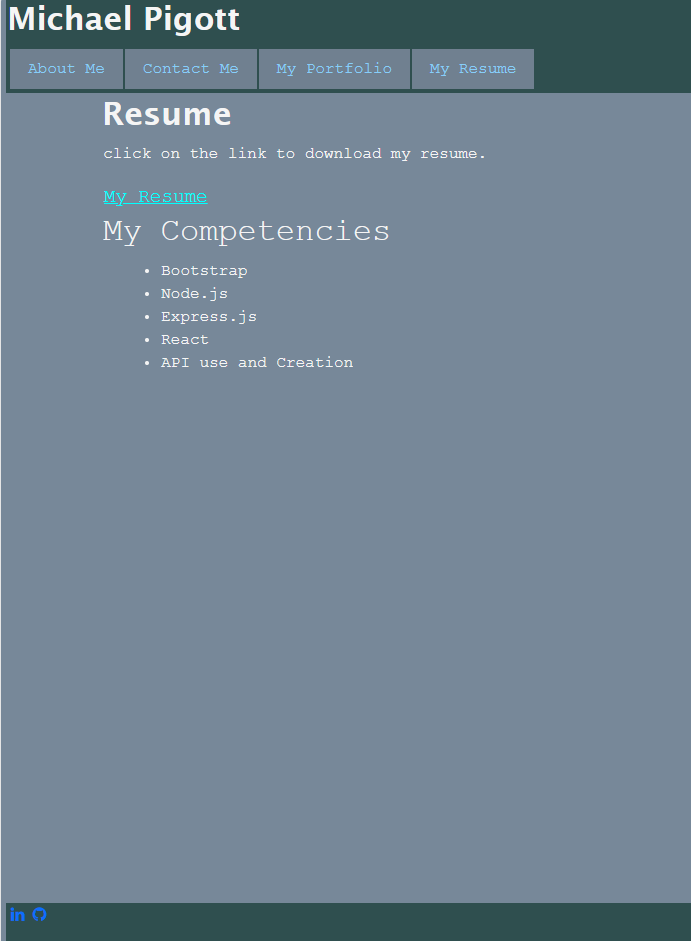 Michael Pigott
About Me
Contact Me
My Portfolio
My Resume
Resume
click on the link to download my resume.
My Resume
My Competencies
• Bootstrap
• Node.js
• Express.js
• React
• API use and Creation
in